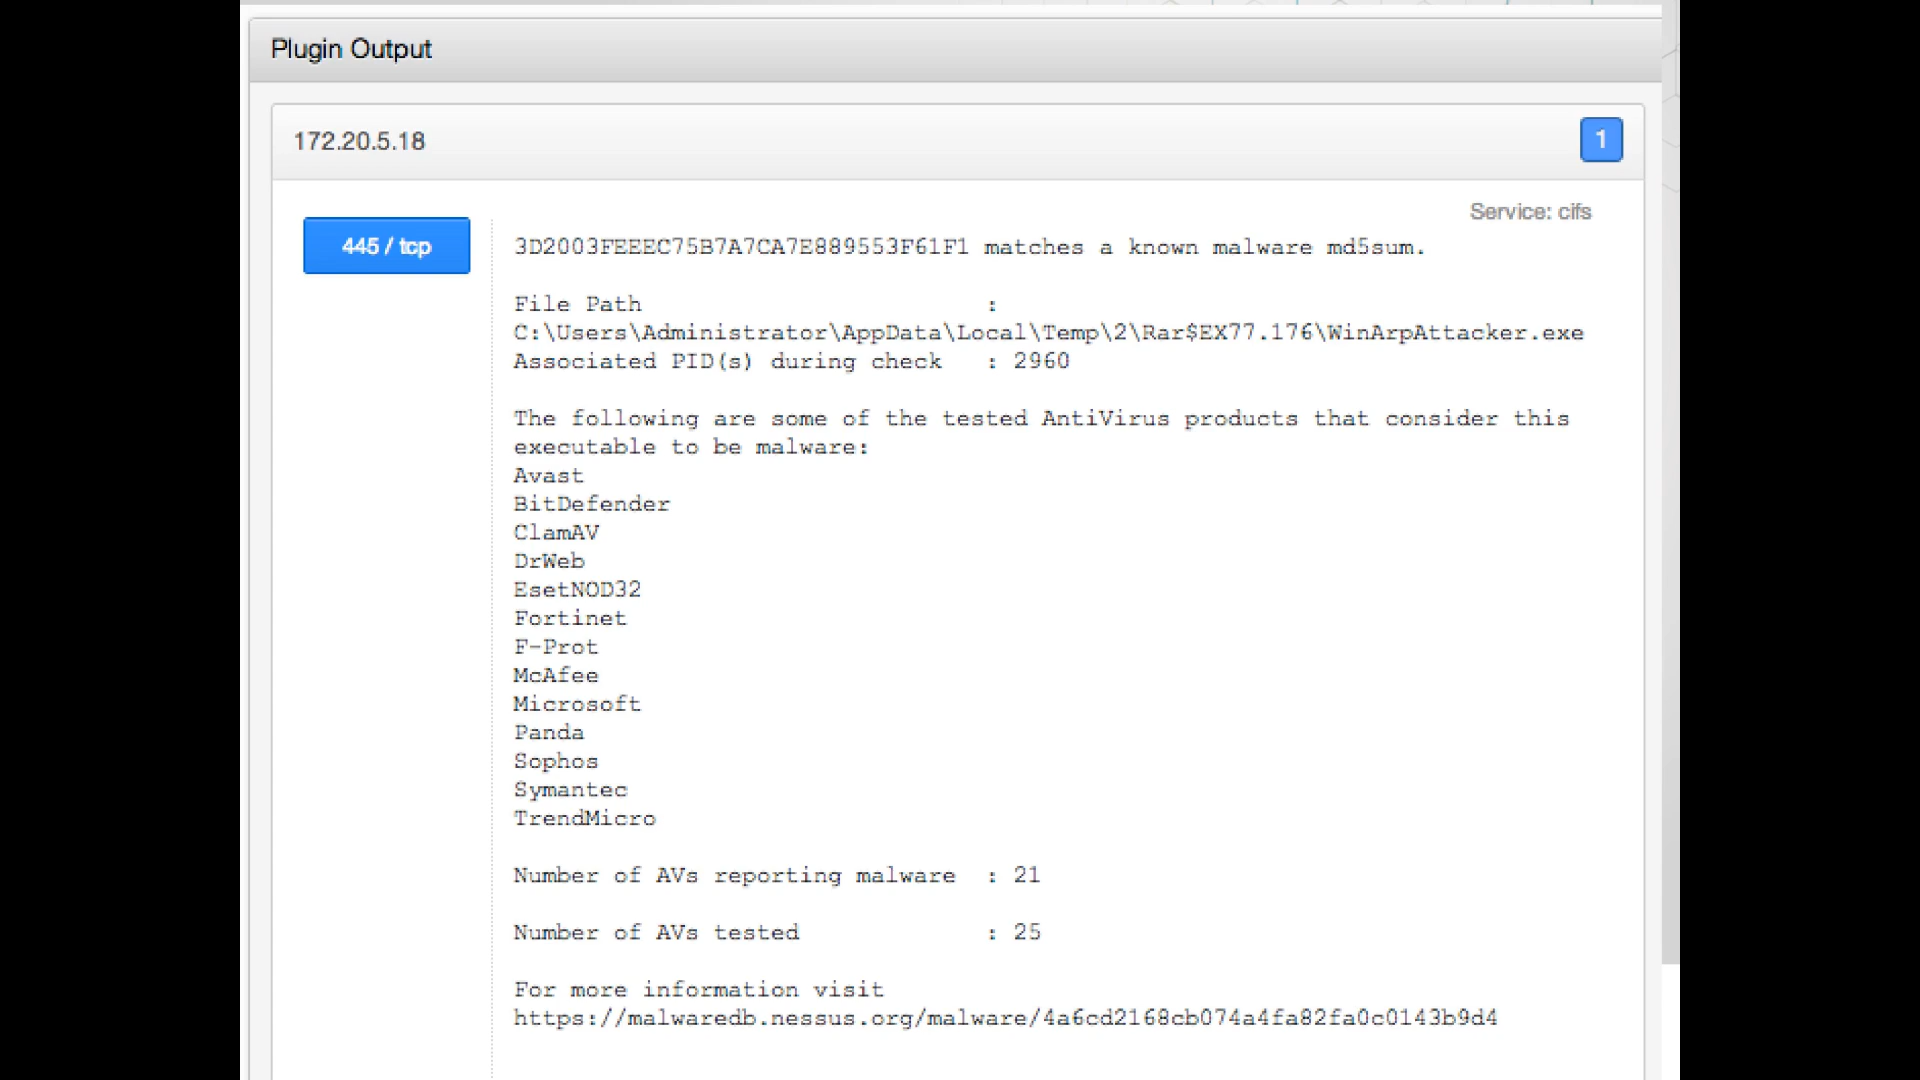 Plugin Output
172.20.5.18
1
Service: cifs
445 / tcp
3D2003FEEEC75B7A7CA7E889553F61F1 matches a known malware md5sum.
File Path :
C:\Users\Administrator\AppData\Local\Temp\2\Rar$EX77.176\WinArpAttacker.exe
Associated PID(s) during check : 2960
The following are some of the tested AntiVirus products that consider this
executable to be malware:
Avast
BitDefender
ClamAV
DrWeb
EsetNOD32
Fortinet
F-Prot
McAfee
Microsoft
Panda
Sophos
Symantec
TrendMicro
Number of AVs reporting malware : 21
Number of AVs tested : 25
For more information visit
https://malwaredb.nessus.org/malware/4a6cd2168cb074a4fa82fa0c0143b9d4